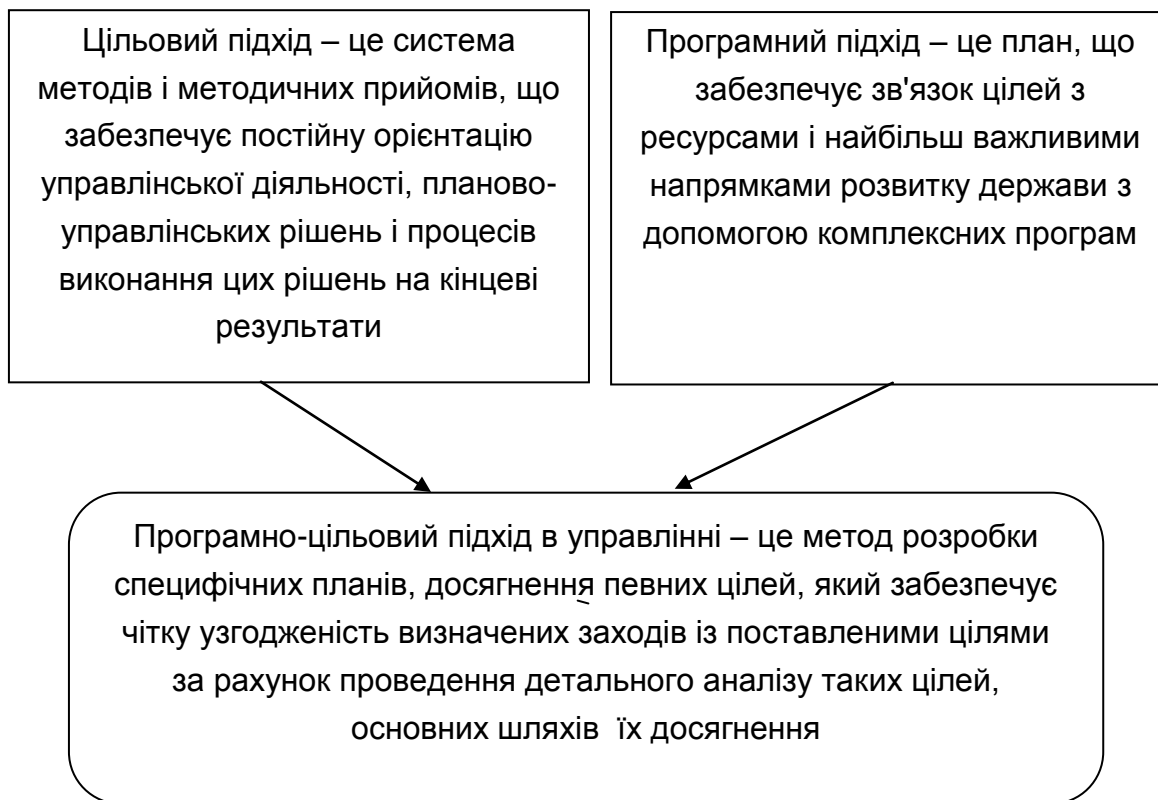 Цільовий підхід – це система
методів і методичних прийомів, що
забезпечує постійну орієнтацію
управлінської діяльності, планово-
управлінських рішень і процесів
виконання цих рішень на кінцеві
результати
Програмний підхід – це план, що
забезпечує зв'язок цілей з
ресурсами і найбільш важливими
напрямками розвитку держави з
допомогою комплексних програм
Програмно-цільовий підхід в управлінні – це метод розробки
специфічних планів, досягнення певних цілей, який забезпечує
чітку узгодженість визначених заходів із поставленими цілями
за рахунок проведення детального аналізу таких цілей,
основних шляхів їх досягнення